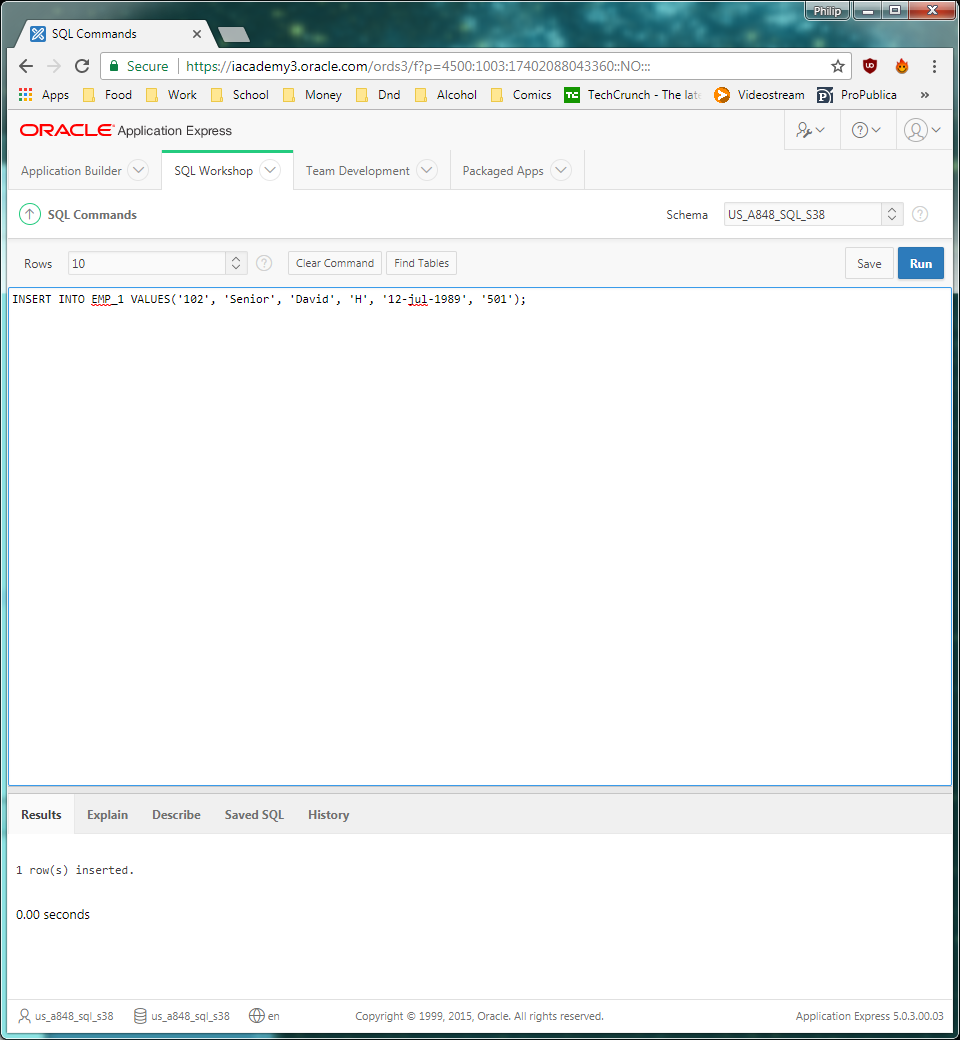 Philip
SQL Commands
Secure https://iacademy3.oracle.com/ords3/f?p=4500:1003:17402088043360::NO:::
Apps Food Work School Money Dnd Alcohol Comics TC TechCrunch - The late Videostream ProPublica »
ORACLE Application Express
Application Builder SQL Workshop Team Development Packaged Apps
SQL Commands Schema US_A848_SQL_S38
Rows 10 Clear Command Find Tables Save Run
INSERT INTO EMP_1 VALUES('102', 'Senior', 'David', 'H', '12-jul-1989', '501');
Results Explain Describe Saved SQL History
1 row(s) inserted.
0.00 seconds
us_a848_sql_s38 us_a848_sql_s38 en Copyright © 1999, 2015, Oracle. All rights reserved. Application Express 5.0.3.00.03